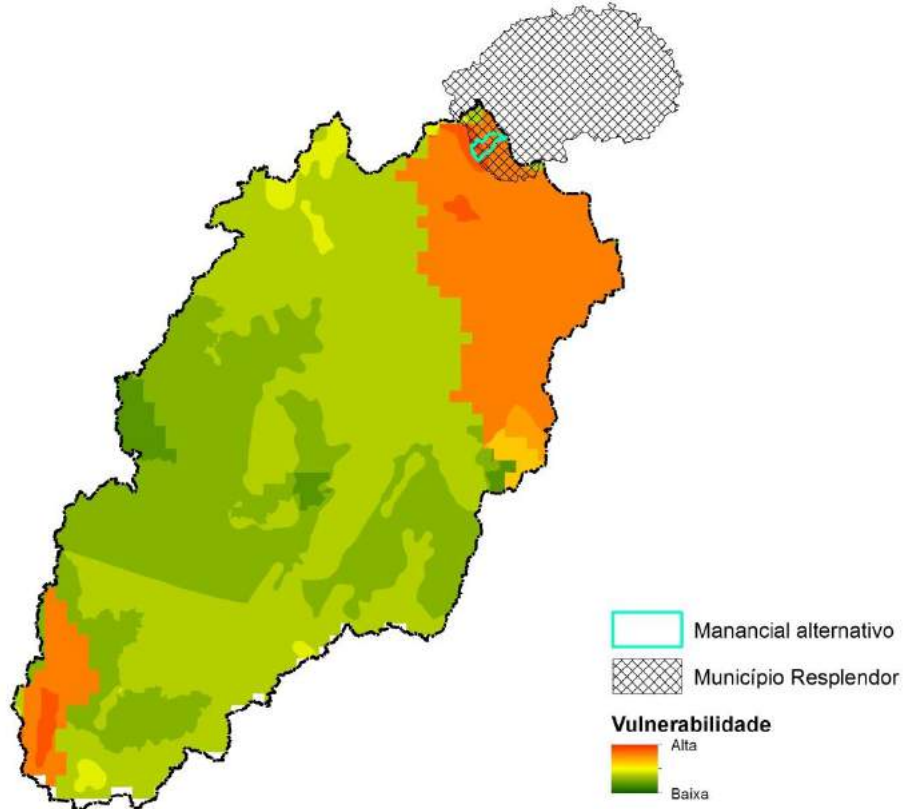 Manancial alternativo
Município Resplendor
Vulnerabilidade
Alta
Baixa